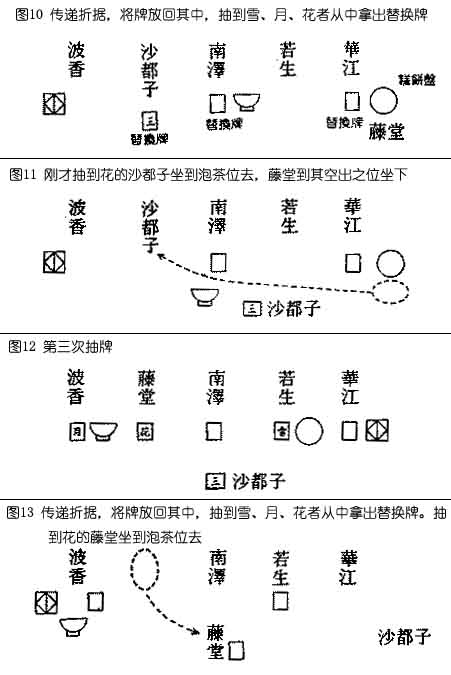 图10 传递折据，将牌放回其中，抽到雪、月、花者从中拿出替换牌
波香 沙都子 南澤 若生 華江
糕餅盤
三
替換牌 替換牌 替換牌 藤堂
图11 刚才抽到花的沙都子坐到泡茶位去，藤堂到其空出之位坐下
波香 沙都子 南澤 若生 華江
三 沙都子
图12 第三次抽牌
波香 藤堂 南澤 若生 華江
月 花 雪
三 沙都子
图13 传递折据，将牌放回其中，抽到雪、月、花者从中拿出替换牌。抽
到花的藤堂坐到泡茶位去
波香 南澤 若生 華江
藤堂 沙都子